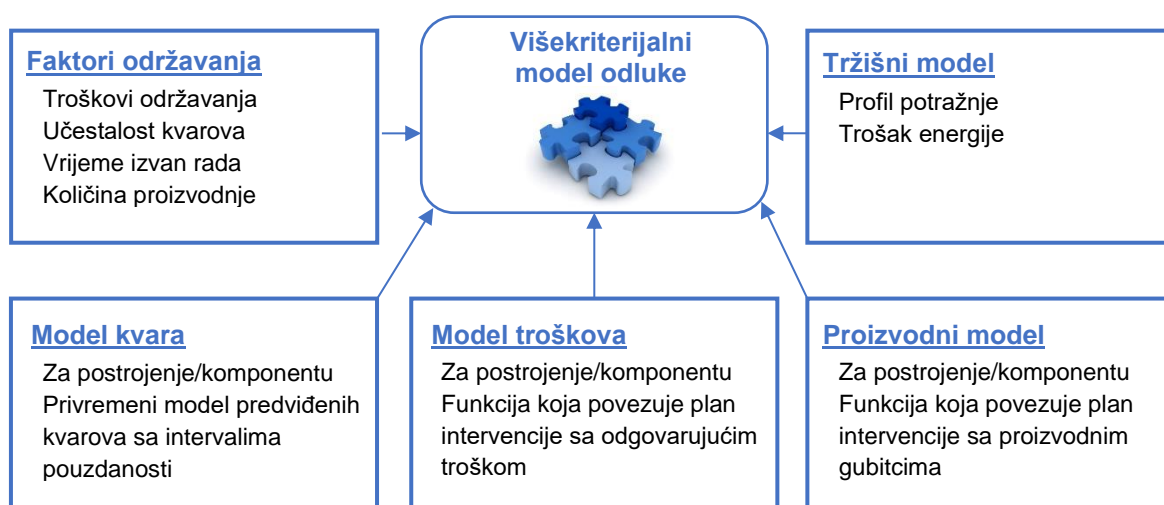 Faktori održavanja
Troškovi održavanja
Učestalost kvarova
Vrijeme izvan rada
Količina proizvodnje
Višekriterijalni
model odluke
Tržišni model
Profil potražnje
Trošak energije
Model kvara
Za postrojenje/komponentu
Privremeni model predviđenih
kvarova sa intervalima
pouzdanosti
Model troškova
Za postrojenje/komponentu
Funkcija koja povezuje plan
intervencije sa odgovarujućim
troškom
Proizvodni model
Za postrojenje/komponentu
Funkcija koja povezuje plan
intervencije sa proizvodnim
gubitcima